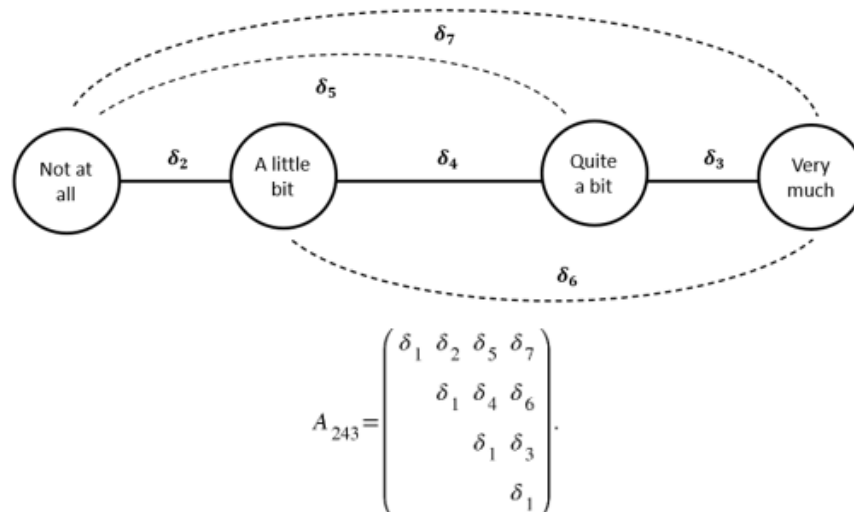 δ₇
δ₅
Not at all
δ₂
A little bit
δ₄
Quite a bit
δ₃
Very much
δ₆
A₂₄₃ = ( δ₁ δ₂ δ₅ δ₇
δ₁ δ₄ δ₆
δ₁ δ₃
δ₁ ) .